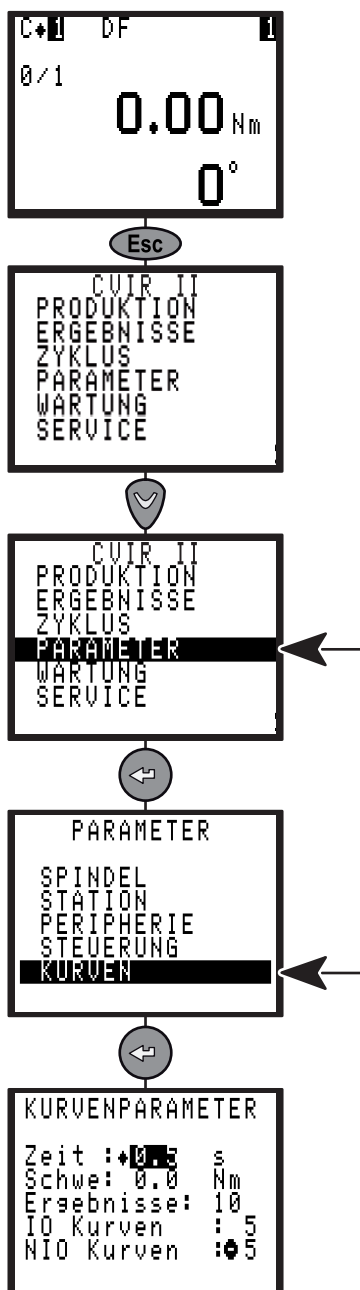 C♦1 DF 1
0/1
0.00 Nm
0°
Esc
CVIR II
PRODUKTION
ERGEBNISSE
ZYKLUS
PARAMETER
WARTUNG
SERVICE
CVIR II
PRODUKTION
ERGEBNISSE
ZYKLUS
PARAMETER
WARTUNG
SERVICE
PARAMETER
SPINDEL
STATION
PERIPHERIE
STEUERUNG
KURVEN
KURVENPARAMETER
Zeit :♦0.5 s
Schwe: 0.0 Nm
Ergebnisse: 10
IO Kurven : 5
NIO Kurven : 5